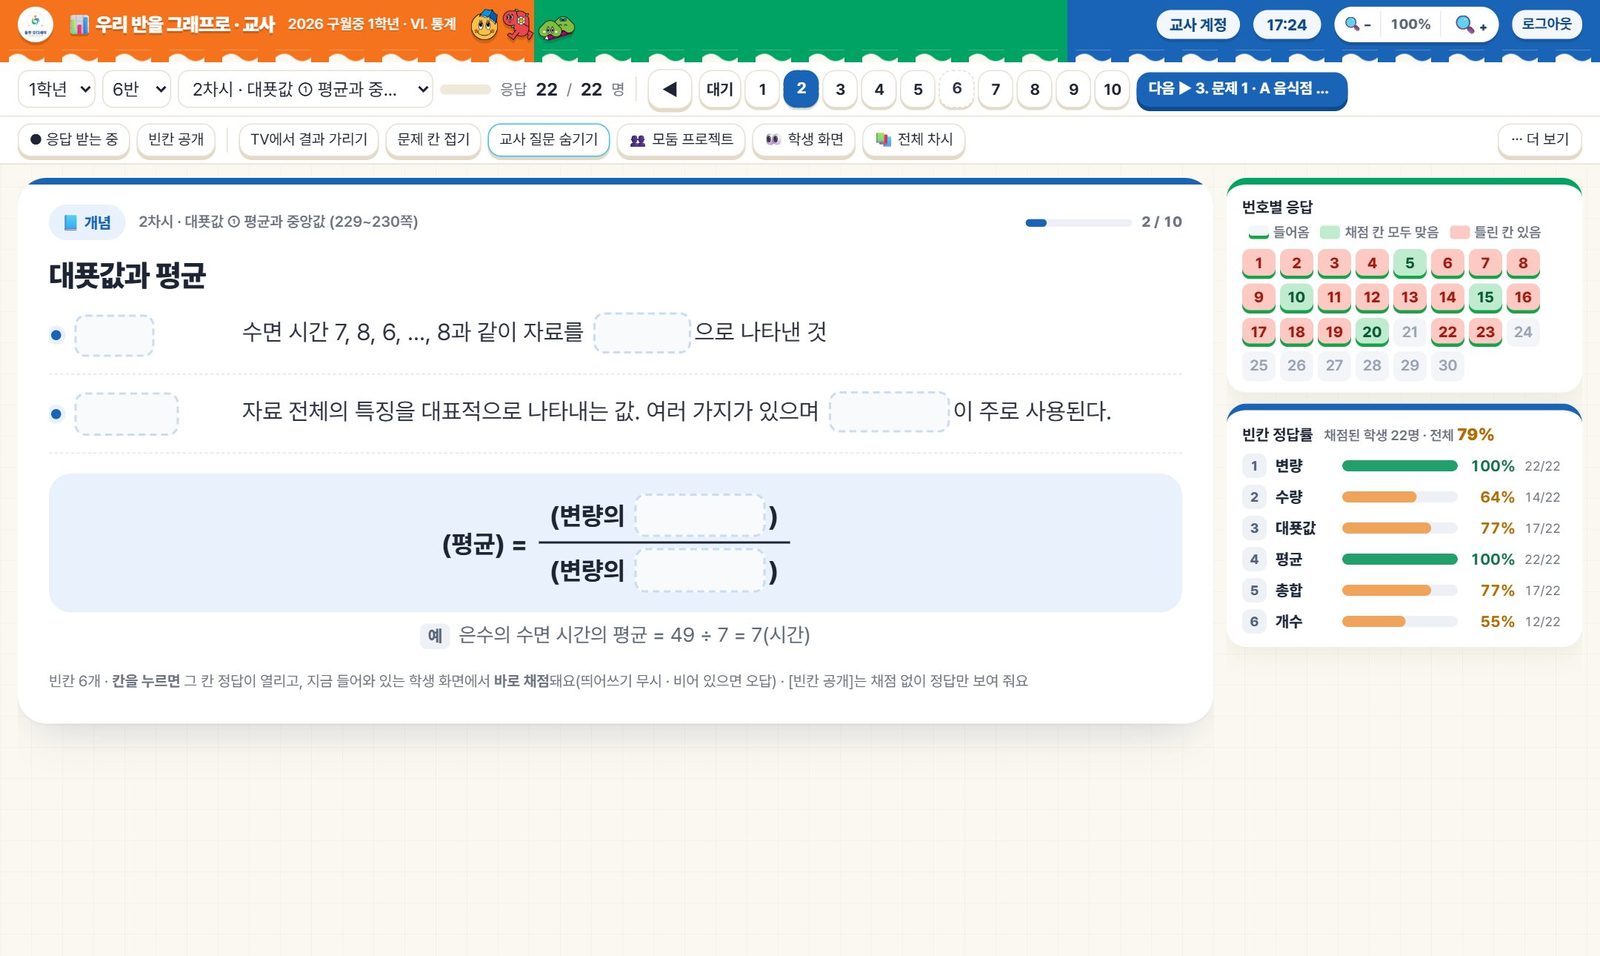 우리 반을 그래프로 · 교사 2026 구월중 1학년 · VI. 통계 교사 계정 17:24 - 100% + 로그아웃
1학년 6반 2차시 · 대푯값 ① 평균과 중... 응답 22 / 22 명 ◀ 대기 1 2 3 4 5 6 7 8 9 10 다음 ▶ 3. 문제 1 · A 음식점 ...
● 응답 받는 중 빈칸 공개 TV에서 결과 가리기 문제 칸 접기 교사 질문 숨기기 모둠 프로젝트 학생 화면 전체 차시 ··· 더 보기
개념 2차시 · 대푯값 ① 평균과 중앙값 (229~230쪽) 2 / 10
대푯값과 평균
수면 시간 7, 8, 6, …, 8과 같이 자료를 으로 나타낸 것
자료 전체의 특징을 대표적으로 나타내는 값. 여러 가지가 있으며 이 주로 사용된다.
(변량의 )
(평균) =
(변량의 )
예 은수의 수면 시간의 평균 = 49 ÷ 7 = 7(시간)
빈칸 6개 · 칸을 누르면 그 칸 정답이 열리고, 지금 들어와 있는 학생 화면에서 바로 채점돼요(띄어쓰기 무시 · 비어 있으면 오답) · [빈칸 공개]는 채점 없이 정답만 보여 줘요
번호별 응답
들어옴 채점 칸 모두 맞음 틀린 칸 있음
1 2 3 4 5 6 7 8
9 10 11 12 13 14 15 16
17 18 19 20 21 22 23 24
25 26 27 28 29 30
빈칸 정답률 채점된 학생 22명 · 전체 79%
1 변량 100% 22/22
2 수량 64% 14/22
3 대푯값 77% 17/22
4 평균 100% 22/22
5 총합 77% 17/22
6 개수 55% 12/22